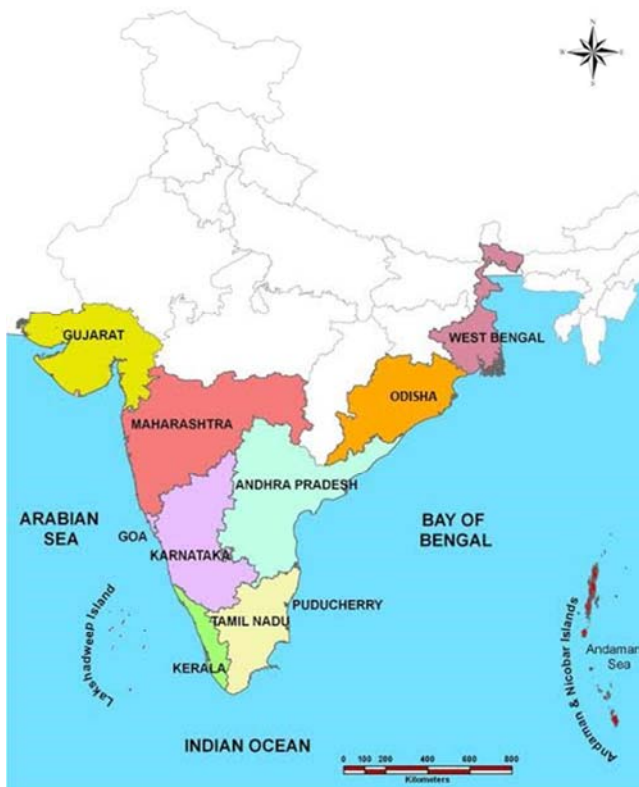 N
W
E
S
GUJARAT
WEST BENGAL
ODISHA
MAHARASHTRA
ANDHRA PRADESH
ARABIAN
SEA
GOA
KARNATAKA
BAY OF
BENGAL
Lakshadweep Island
PUDUCHERRY
TAMIL NADU
KERALA
Andaman & Nicobar Islands
Andaman
Sea
INDIAN OCEAN
0 100 200 400 600 800
Kilometers